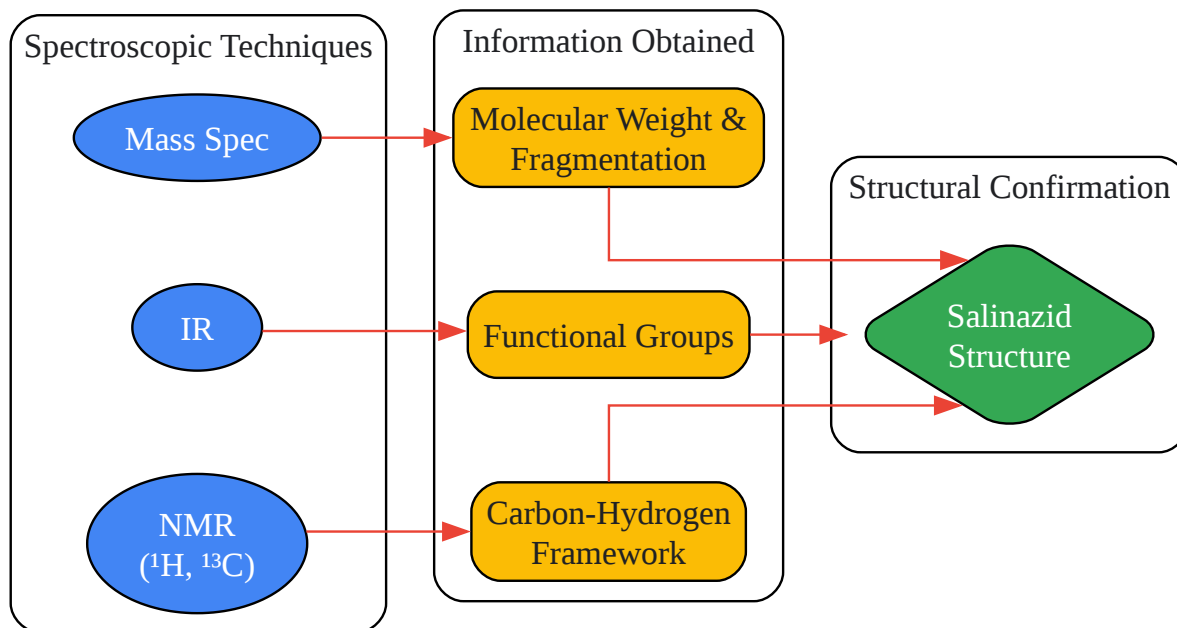 Spectroscopic Techniques
Mass Spec
IR
NMR
(¹H, ¹³C)
Information Obtained
Molecular Weight &
Fragmentation
Functional Groups
Carbon-Hydrogen
Framework
Structural Confirmation
Salinazid
Structure